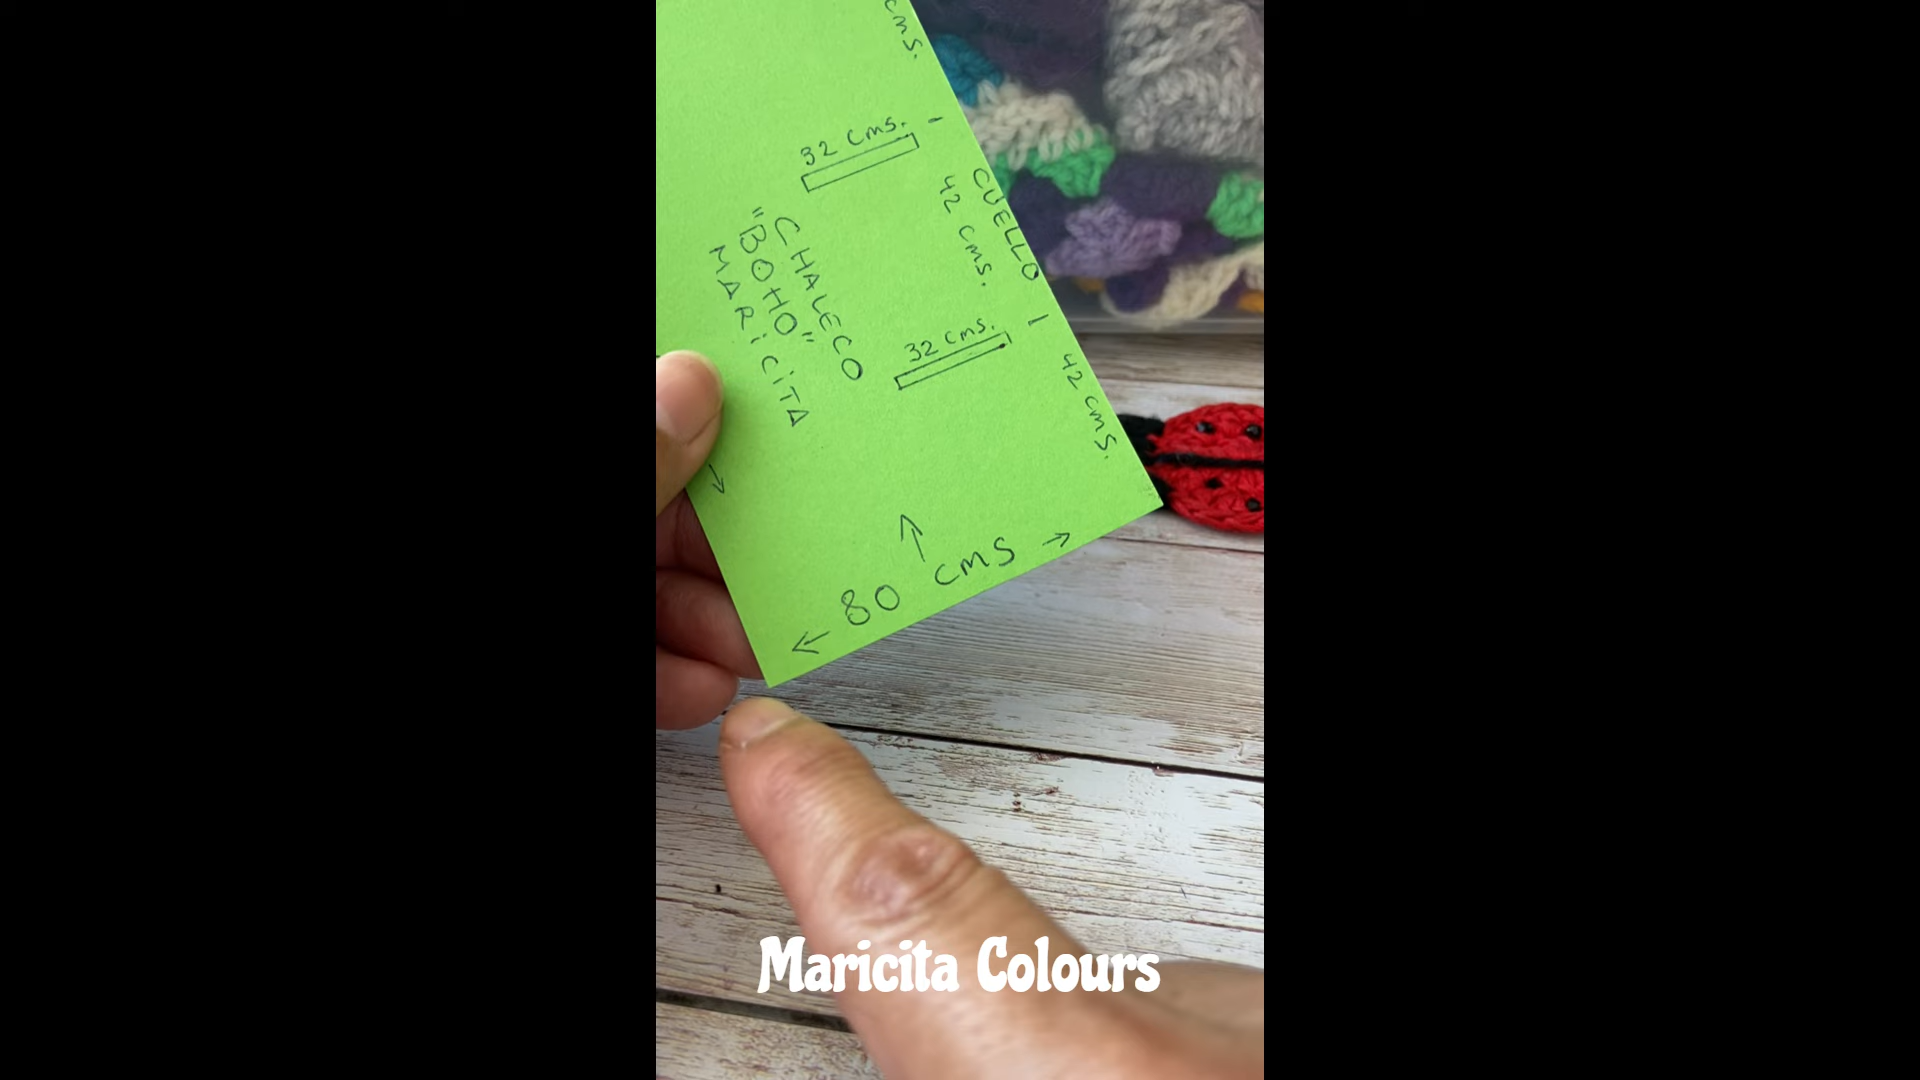 cms.
CUELLO
42 cms.
42 cms.
32 cms.
32 cms.
CHALECO
"BOHO"
MARiCiTA
80 cms
Maricita Colours